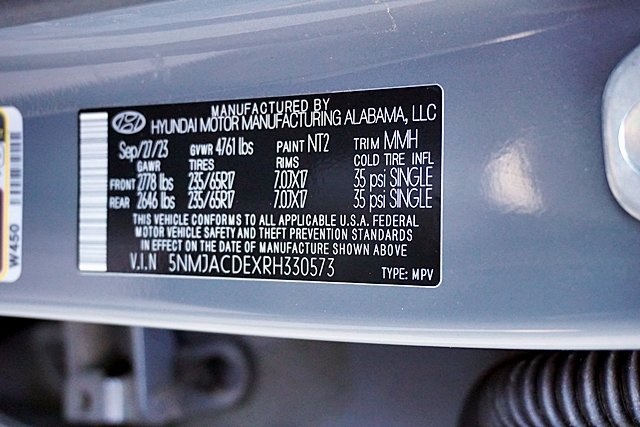 MANUFACTURED BY
HYUNDAI MOTOR MANUFACTURING ALABAMA, LLC
Sep/27/23 GVWR 4761 lbs PAINT NT2 TRIM MMH
GAWR TIRES RIMS COLD TIRE INFL
FRONT 2778 lbs 235/65R17 7.0JX17 35 psi SINGLE
REAR 2646 lbs 235/65R17 7.0JX17 35 psi SINGLE
THIS VEHICLE CONFORMS TO ALL APPLICABLE U.S.A. FEDERAL
MOTOR VEHICLE SAFETY AND THEFT PREVENTION STANDARDS
IN EFFECT ON THE DATE OF MANUFACTURE SHOWN ABOVE
V.I.N 5NMJACDEXRH330573 TYPE: MPV
W450